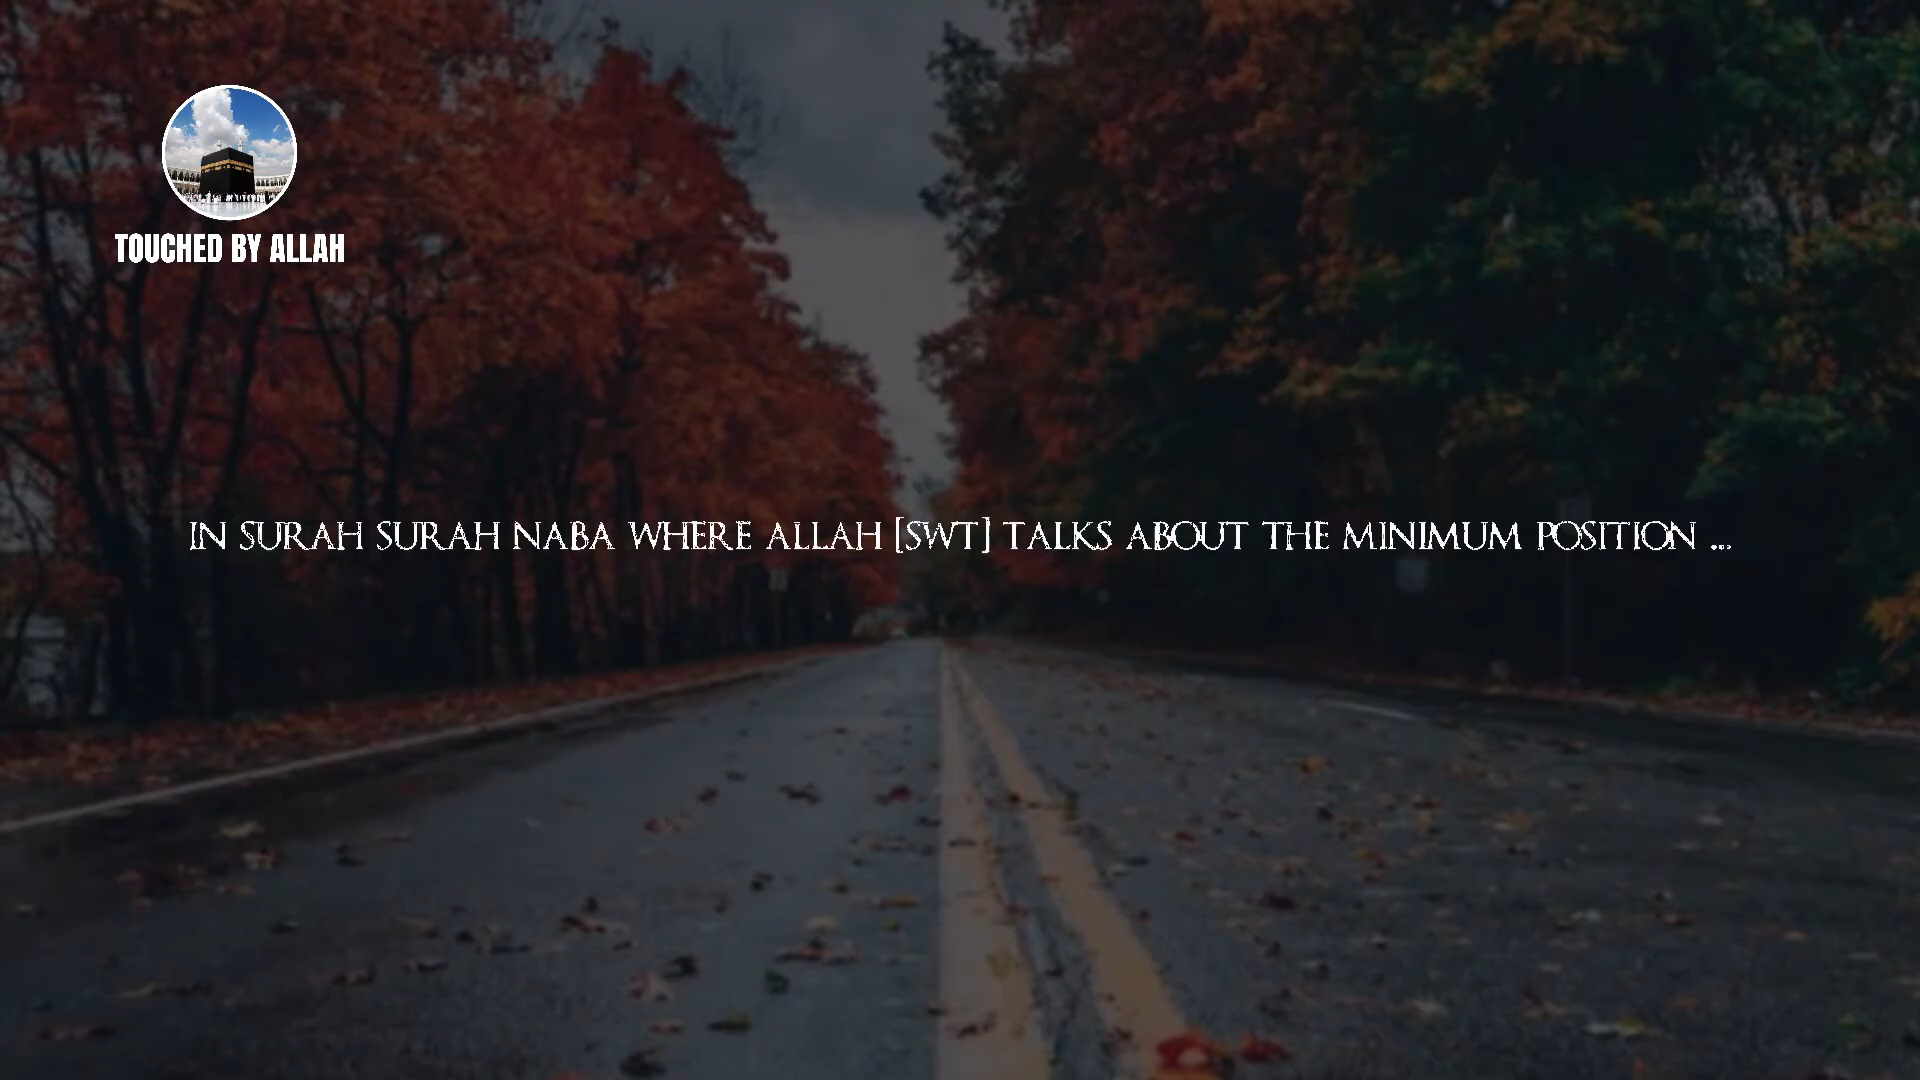 TOUCHED BY ALLAH
IN SURAH SURAH NABA WHERE ALLAH [SWT] TALKS ABOUT THE MINIMUM POSITION ...